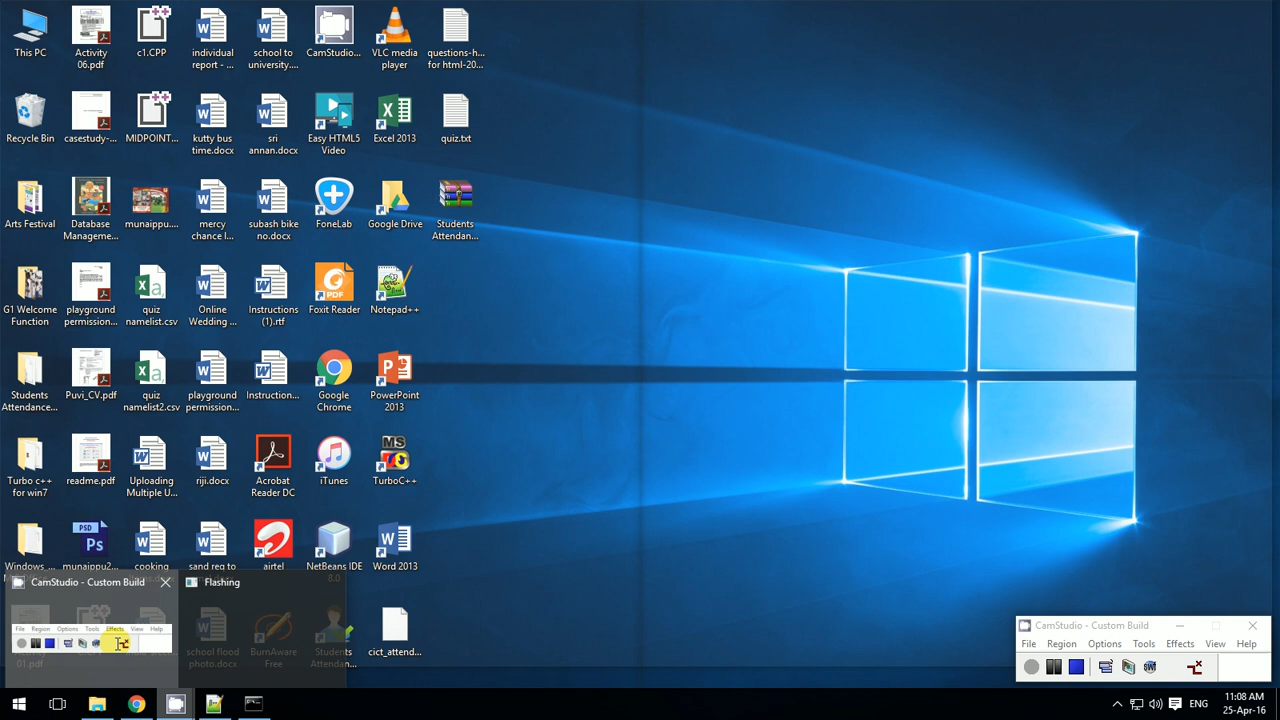 This PC
Activity 06.pdf
c1.CPP
individual report - ...
school to university....
CamStudio...
VLC media player
questions-h... for html-20...
Recycle Bin
casestudy-...
MIDPOINT...
kutty bus time.docx
sri annan.docx
Easy HTML5 Video
Excel 2013
quiz.txt
Arts Festival
Database Manageme...
munaippu....
mercy chance l...
subash bike no.docx
FoneLab
Google Drive
Students Attendan...
G1 Welcome Function
playground permission...
quiz namelist.csv
Online Wedding ...
Instructions (1).rtf
Foxit Reader
Notepad++
Students Attendance...
Puvi_CV.pdf
quiz namelist2.csv
playground permission...
Instruction...
Google Chrome
PowerPoint 2013
Turbo c++ for win7
readme.pdf
Uploading Multiple U...
riji.docx
Acrobat Reader DC
iTunes
TurboC++
Windows_...
munaippu2...
cooking
sand req to
airtel
NetBeans IDE 8.0
Word 2013
CamStudio - Custom Build
Flashing
File Region Options Tools Effects View Help
01.pdf
school flood photo.docx
BurnAware Free
Students Attendan...
cict_attend...
CamStudio - Custom Build
File Region Options Tools Effects View Help
ENG
11:08 AM
25-Apr-16